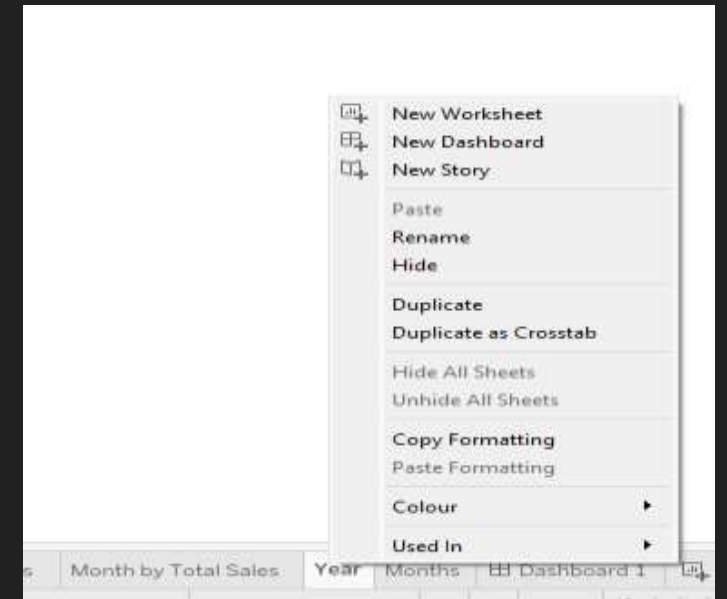 New Worksheet
New Dashboard
New Story
Paste
Rename
Hide
Duplicate
Duplicate as Crosstab
Hide All Sheets
Unhide All Sheets
Copy Formatting
Paste Formatting
Colour
Used In
s Month by Total Sales Year Months Dashboard 1